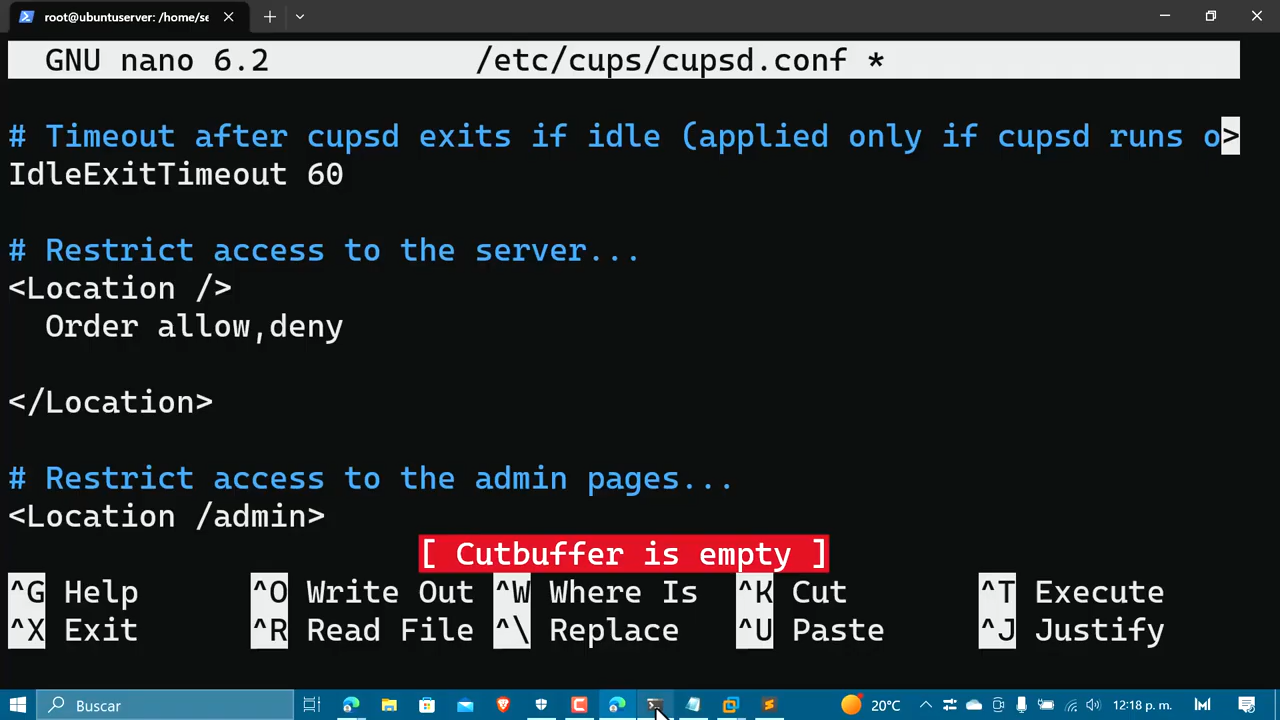 root@ubuntuserver: /home/se
GNU nano 6.2 /etc/cups/cupsd.conf *
# Timeout after cupsd exits if idle (applied only if cupsd runs o>
IdleExitTimeout 60
# Restrict access to the server...
<Location />
Order allow,deny
</Location>
# Restrict access to the admin pages...
<Location /admin>
[ Cutbuffer is empty ]
^G Help ^O Write Out ^W Where Is ^K Cut ^T Execute
^X Exit ^R Read File ^\ Replace ^U Paste ^J Justify
Buscar 20°C 12:18 p. m.